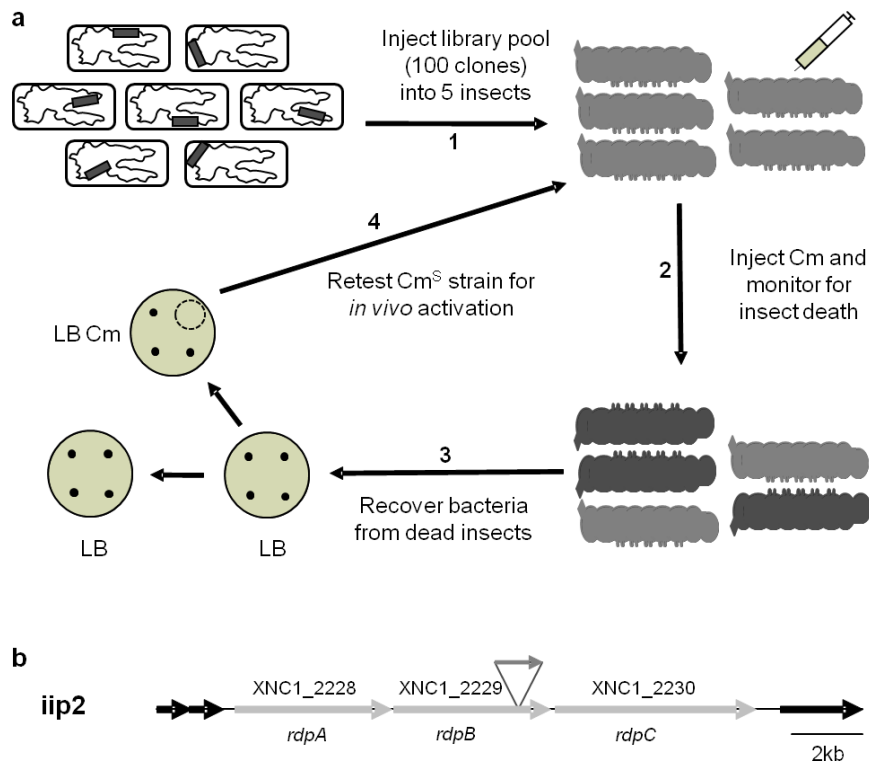 a
Inject library pool
(100 clones)
into 5 insects
1
4
Retest CmS strain for
in vivo activation
2
Inject Cm and
monitor for
insect death
LB Cm
3
Recover bacteria
from dead insects
LB
LB
b
iip2
XNC1_2228
XNC1_2229
XNC1_2230
rdpA
rdpB
rdpC
2kb